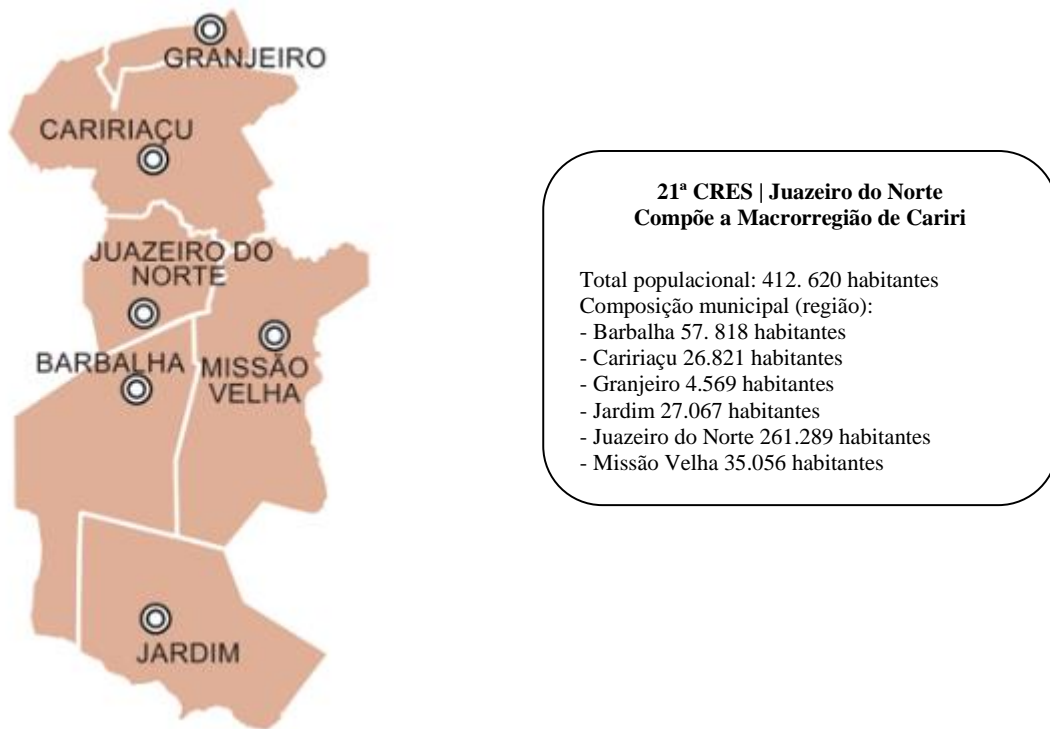 GRANJEIRO
CARIRIAÇU
JUAZEIRO DO
NORTE
BARBALHA
MISSÃO
VELHA
JARDIM
21ª CRES | Juazeiro do Norte
Compõe a Macrorregião de Cariri
Total populacional: 412. 620 habitantes
Composição municipal (região):
- Barbalha 57. 818 habitantes
- Caririaçu 26.821 habitantes
- Granjeiro 4.569 habitantes
- Jardim 27.067 habitantes
- Juazeiro do Norte 261.289 habitantes
- Missão Velha 35.056 habitantes